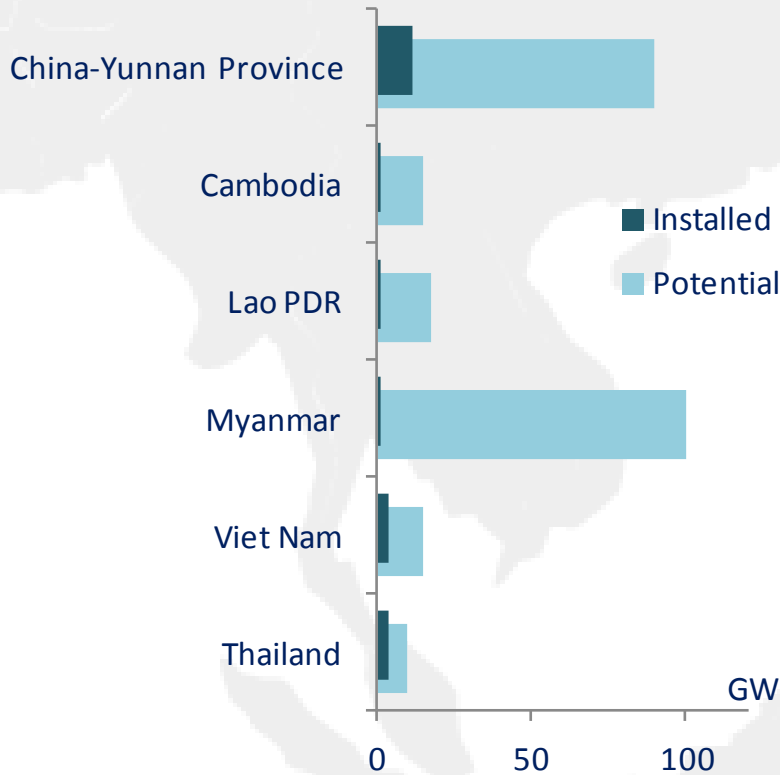 China-Yunnan Province
Cambodia
Installed
Lao PDR
Potential
Myanmar
Viet Nam
Thailand
GW
0 50 100